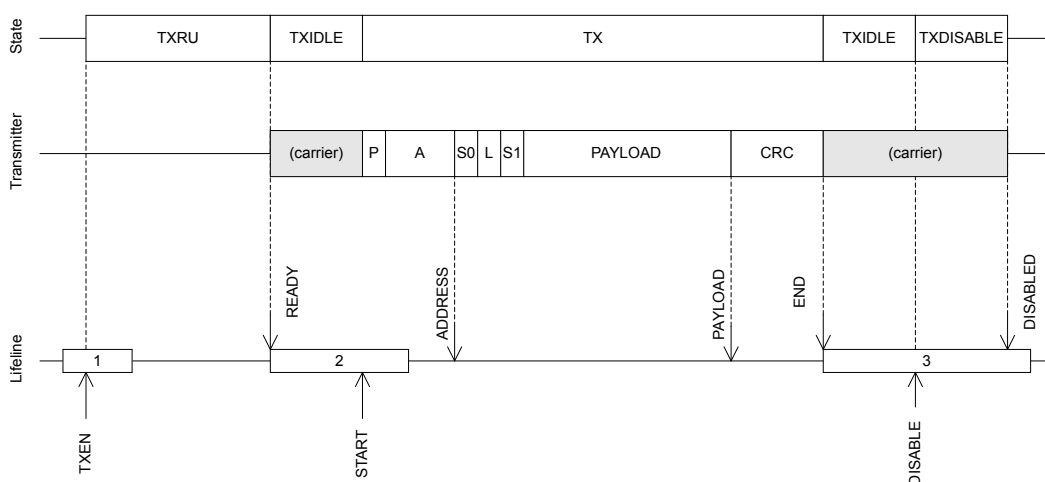 State
TXRU
TXIDLE
TX
TXIDLE
TXDISABLE
Transmitter
(carrier)
P
A
S0
L
S1
PAYLOAD
CRC
(carrier)
READY
ADDRESS
PAYLOAD
END
DISABLED
Lifeline
1
2
3
TXEN
START
DISABLE